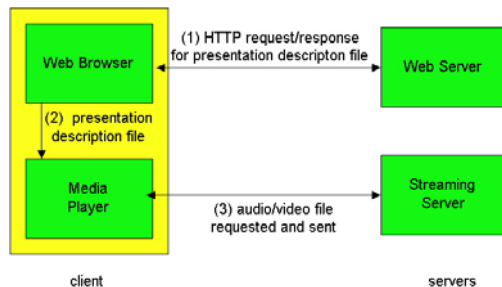 (1) HTTP request/response
for presentation descripton file
Web Browser
Web Server
(2) presentation
description file
Media
Player
Streaming
Server
(3) audio/video file
requested and sent
client
servers